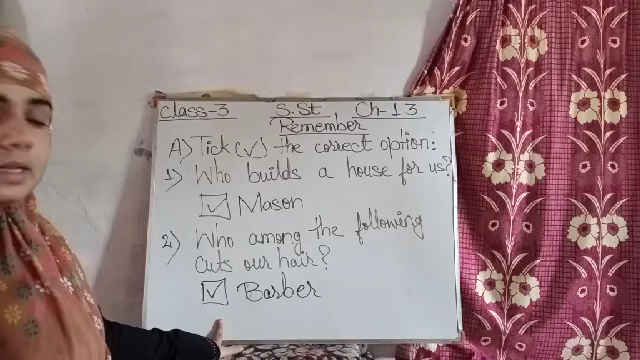 Class-3 S.St Ch-13
Remember
A) Tick (✓) the correct option:
1) Who builds a house for us?
☑ Mason
2) Who among the following
cuts our hair?
☑ Barber